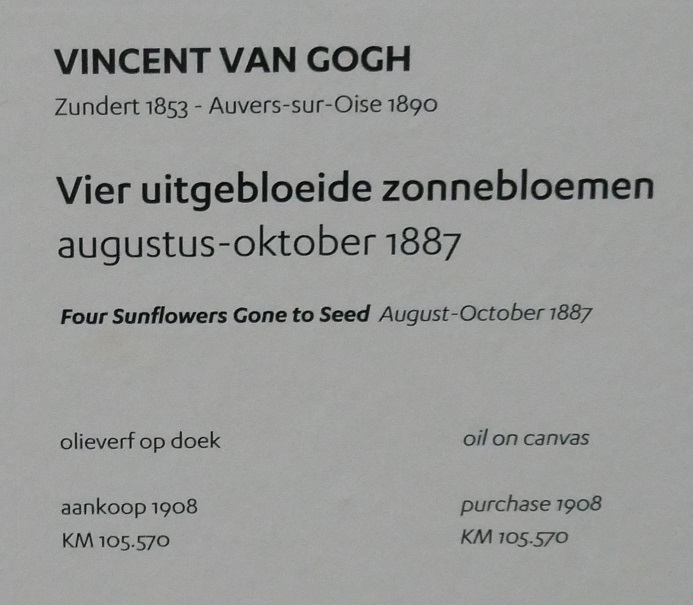 VINCENT VAN GOGH
Zundert 1853 - Auvers-sur-Oise 1890
Vier uitgebloeide zonnebloemen
augustus-oktober 1887
Four Sunflowers Gone to Seed August-October 1887
olieverf op doek
oil on canvas
aankoop 1908
purchase 1908
KM 105.570
KM 105.570